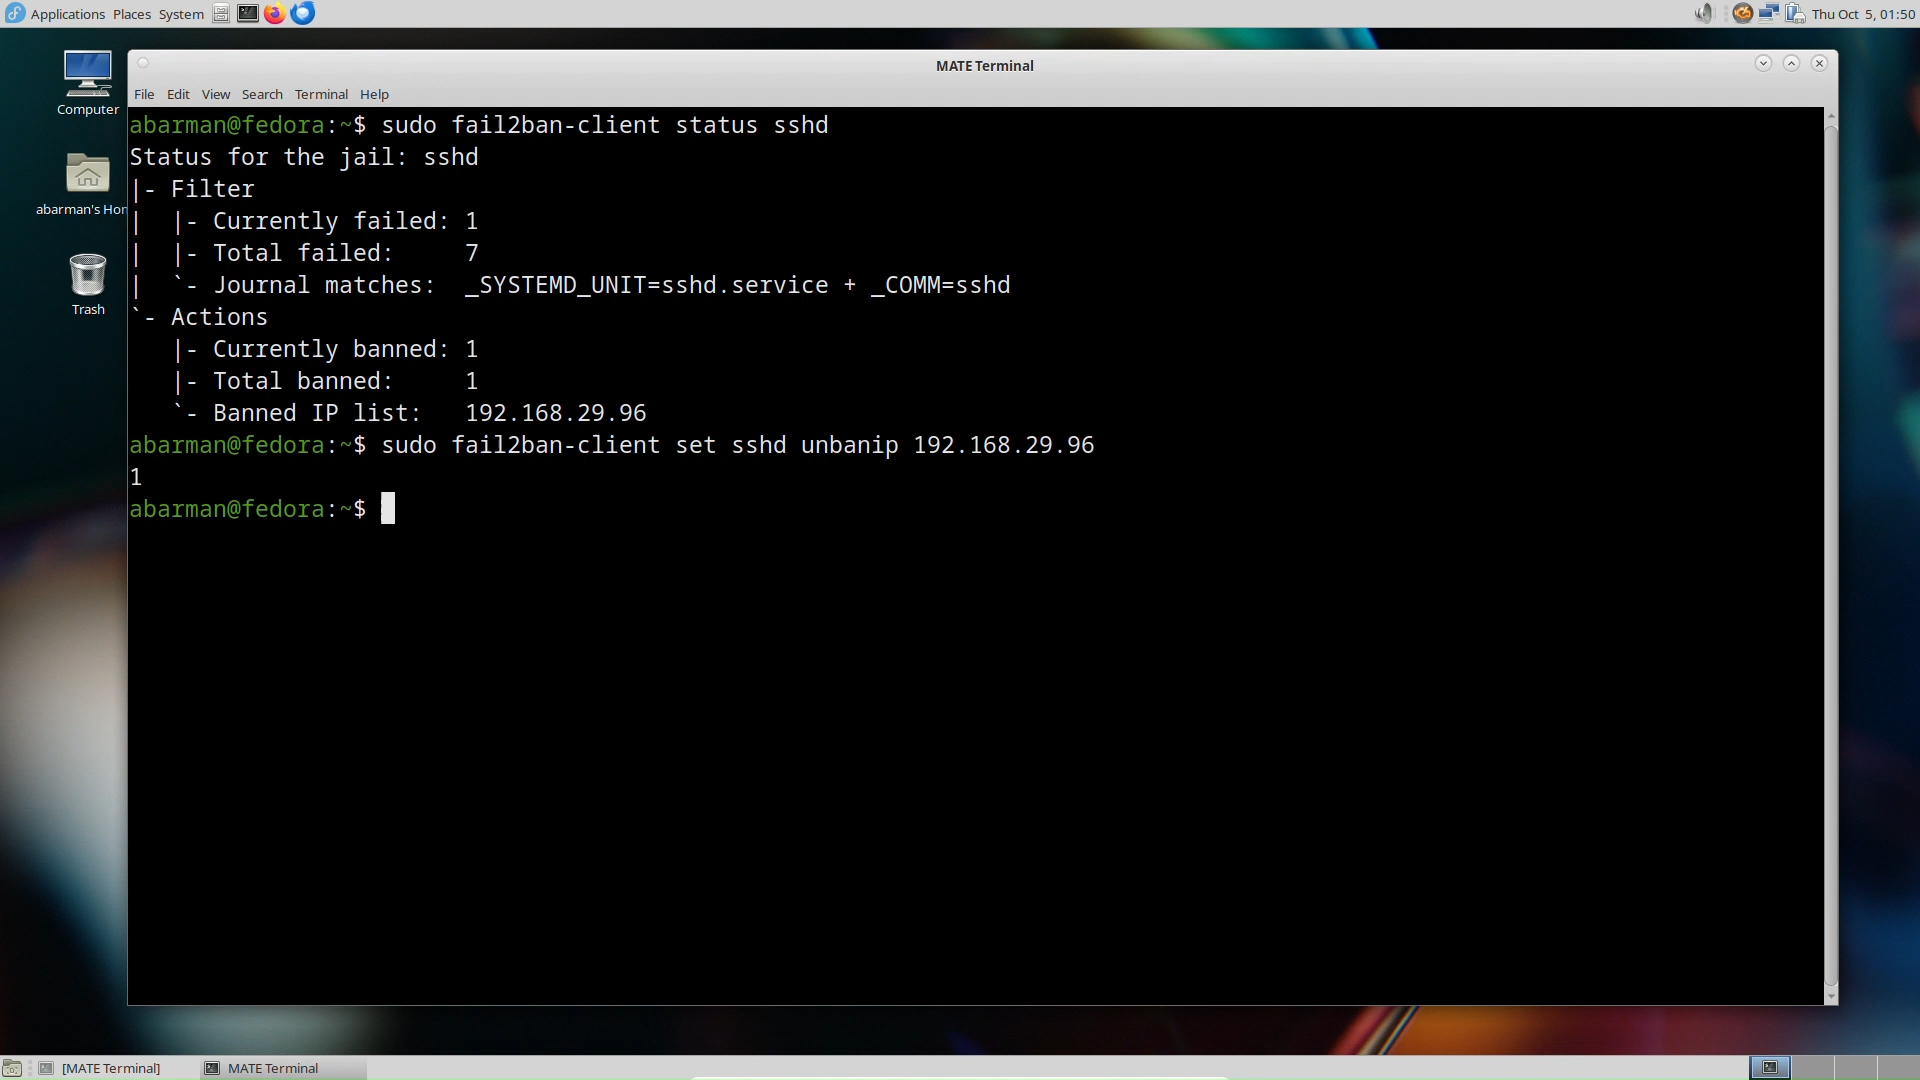 Applications Places System Thu Oct 5, 01:50
Computer
abarman's Hon
Trash
MATE Terminal
File Edit View Search Terminal Help
abarman@fedora:~$ sudo fail2ban-client status sshd
Status for the jail: sshd
|- Filter
|  |- Currently failed: 1
|  |- Total failed:     7
|  `- Journal matches:  _SYSTEMD_UNIT=sshd.service + _COMM=sshd
`- Actions
   |- Currently banned: 1
   |- Total banned:     1
   `- Banned IP list:   192.168.29.96
abarman@fedora:~$ sudo fail2ban-client set sshd unbanip 192.168.29.96
1
abarman@fedora:~$
[MATE Terminal] MATE Terminal